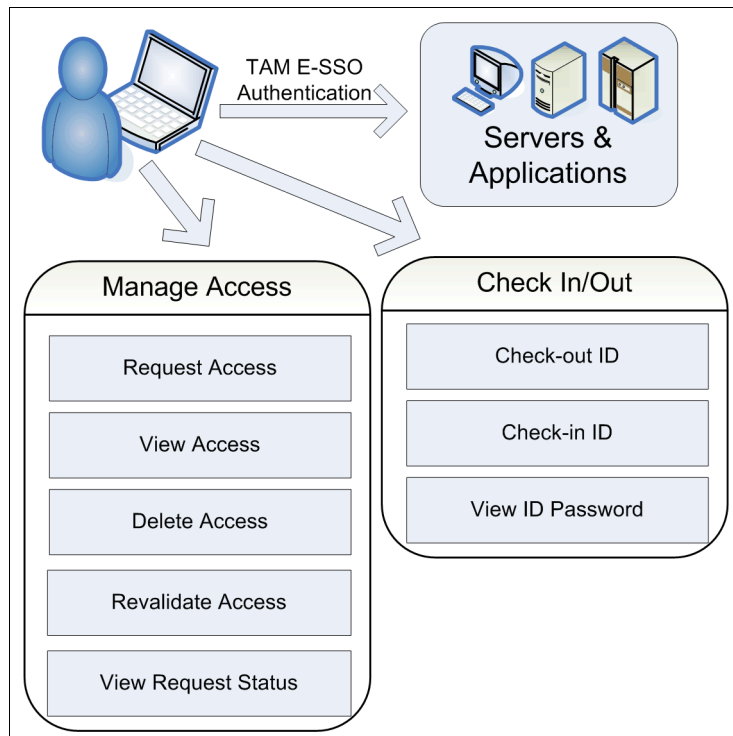 TAM E-SSO
Authentication
Servers &
Applications
Manage Access
Request Access
View Access
Delete Access
Revalidate Access
View Request Status
Check In/Out
Check-out ID
Check-in ID
View ID Password